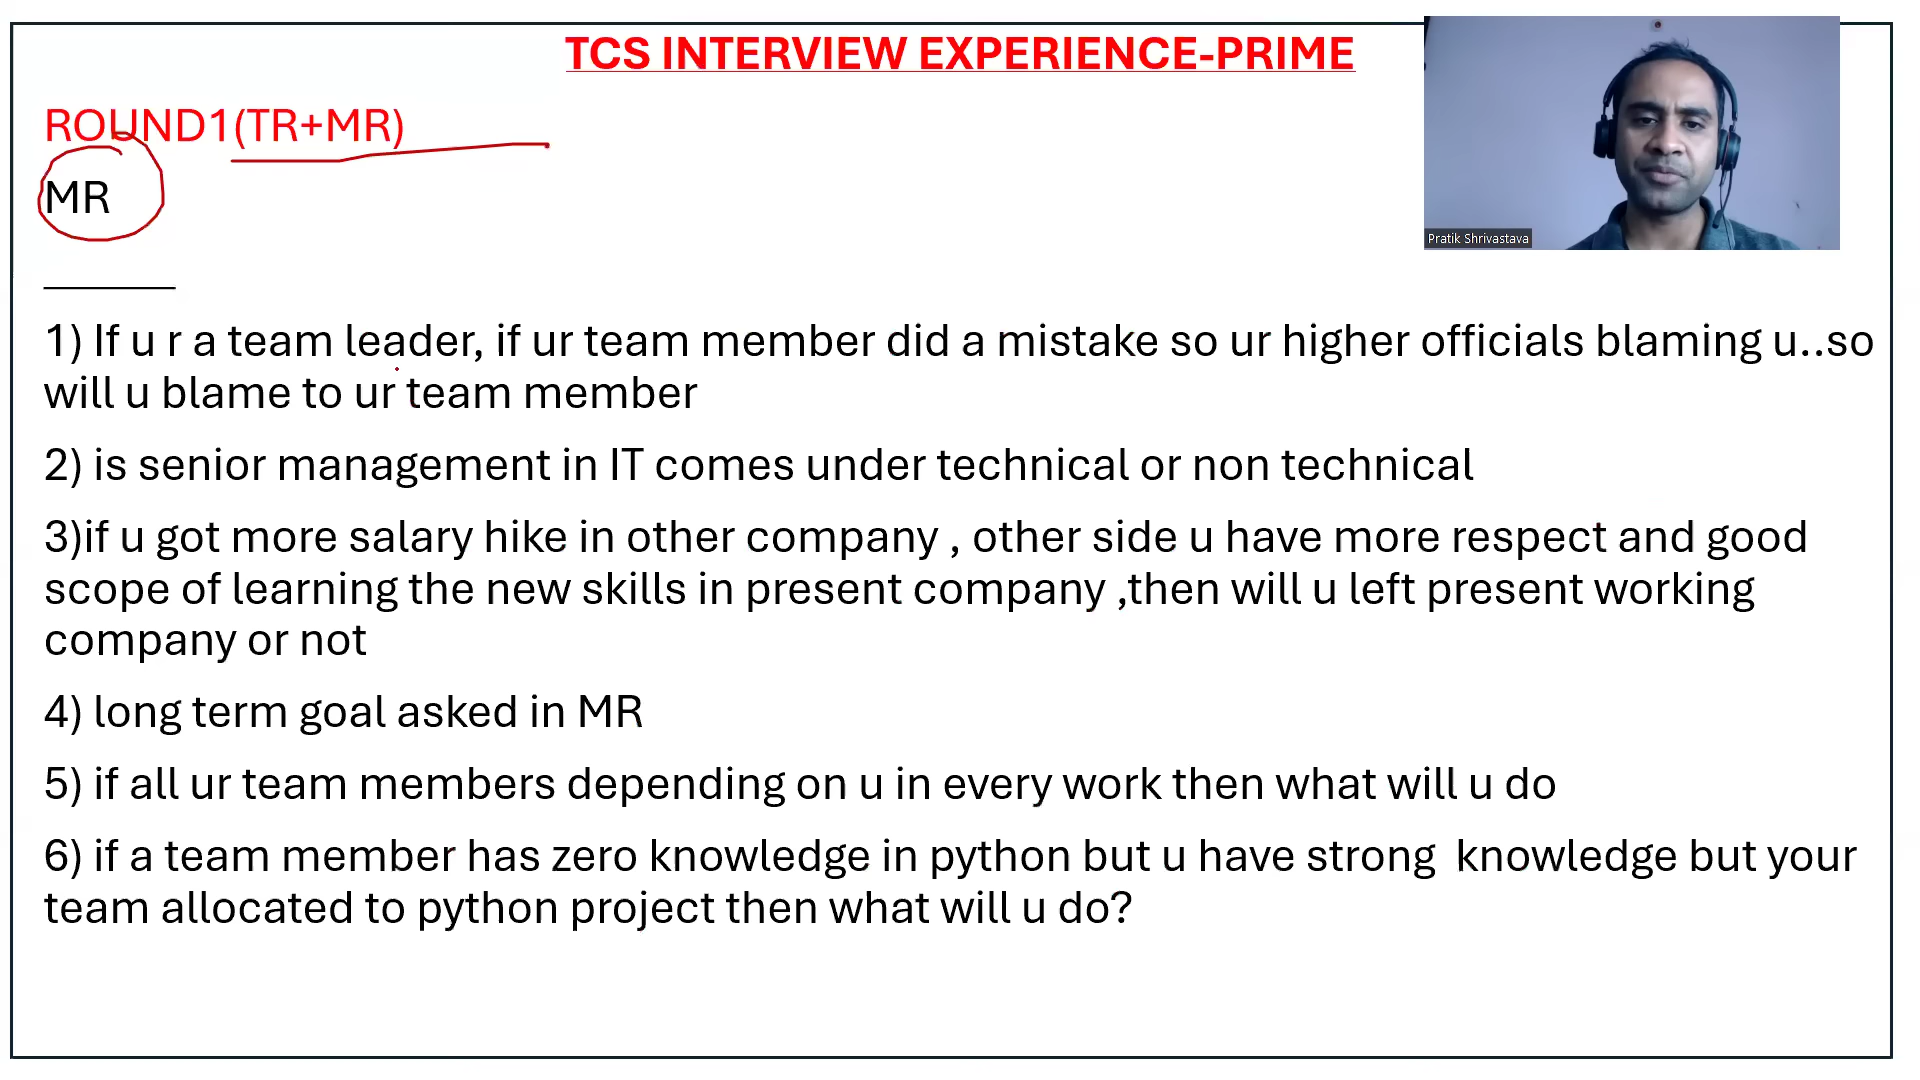 TCS INTERVIEW EXPERIENCE-PRIME
ROUND1(TR+MR)
MR
Pratik Shrivastava
1) If u r a team leader, if ur team member did a mistake so ur higher officials blaming u..so
will u blame to ur team member
2) is senior management in IT comes under technical or non technical
3)if u got more salary hike in other company , other side u have more respect and good
scope of learning the new skills in present company ,then will u left present working
company or not
4) long term goal asked in MR
5) if all ur team members depending on u in every work then what will u do
6) if a team member has zero knowledge in python but u have strong  knowledge but your
team allocated to python project then what will u do?